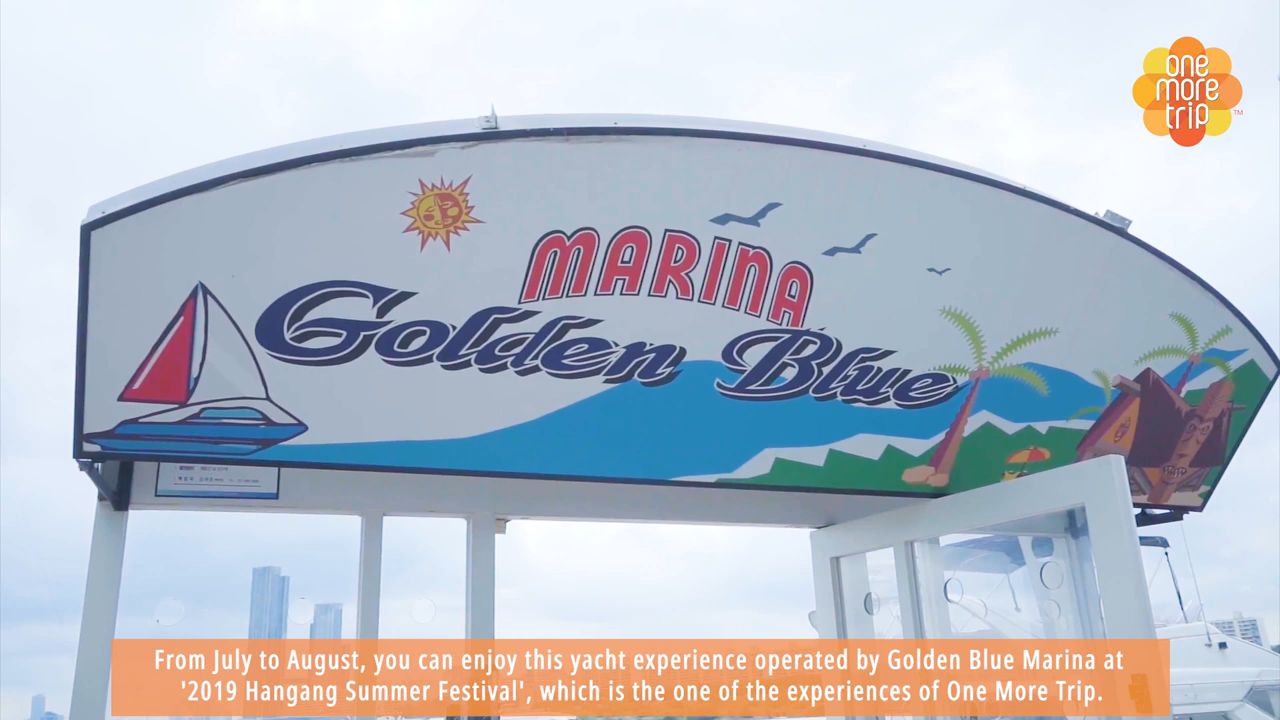 one
more
trip
TM
MARINA
Golden Blue
From July to August, you can enjoy this yacht experience operated by Golden Blue Marina at
'2019 Hangang Summer Festival', which is the one of the experiences of One More Trip.